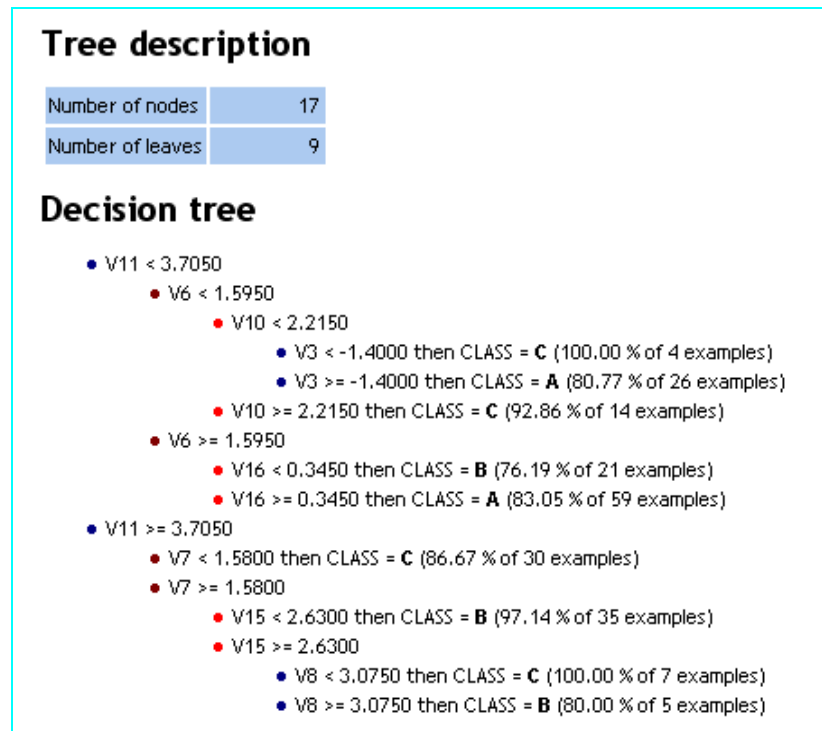 Tree description
Number of nodes 17
Number of leaves 9
Decision tree
V11 < 3.7050
V6 < 1.5950
V10 < 2.2150
V3 < -1.4000 then CLASS = C (100.00 % of 4 examples)
V3 >= -1.4000 then CLASS = A (80.77 % of 26 examples)
V10 >= 2.2150 then CLASS = C (92.86 % of 14 examples)
V6 >= 1.5950
V16 < 0.3450 then CLASS = B (76.19 % of 21 examples)
V16 >= 0.3450 then CLASS = A (83.05 % of 59 examples)
V11 >= 3.7050
V7 < 1.5800 then CLASS = C (86.67 % of 30 examples)
V7 >= 1.5800
V15 < 2.6300 then CLASS = B (97.14 % of 35 examples)
V15 >= 2.6300
V8 < 3.0750 then CLASS = C (100.00 % of 7 examples)
V8 >= 3.0750 then CLASS = B (80.00 % of 5 examples)